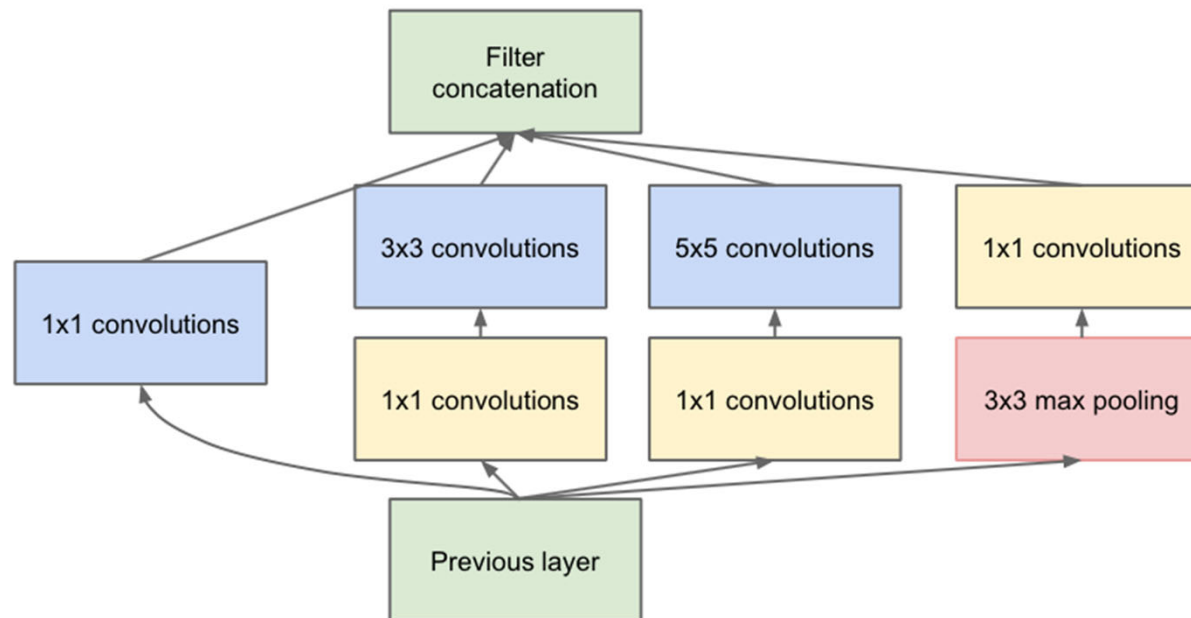 Filter
concatenation
3x3 convolutions
5x5 convolutions
1x1 convolutions
1x1 convolutions
1x1 convolutions
1x1 convolutions
3x3 max pooling
Previous layer